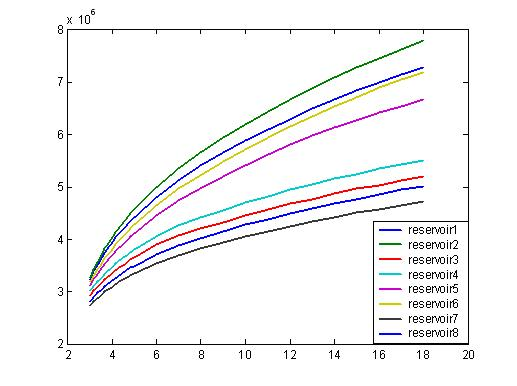 x 10^6
8
7
6
5
4
3
2
2 4 6 8 10 12 14 16 18 20
reservoir1
reservoir2
reservoir3
reservoir4
reservoir5
reservoir6
reservoir7
reservoir8